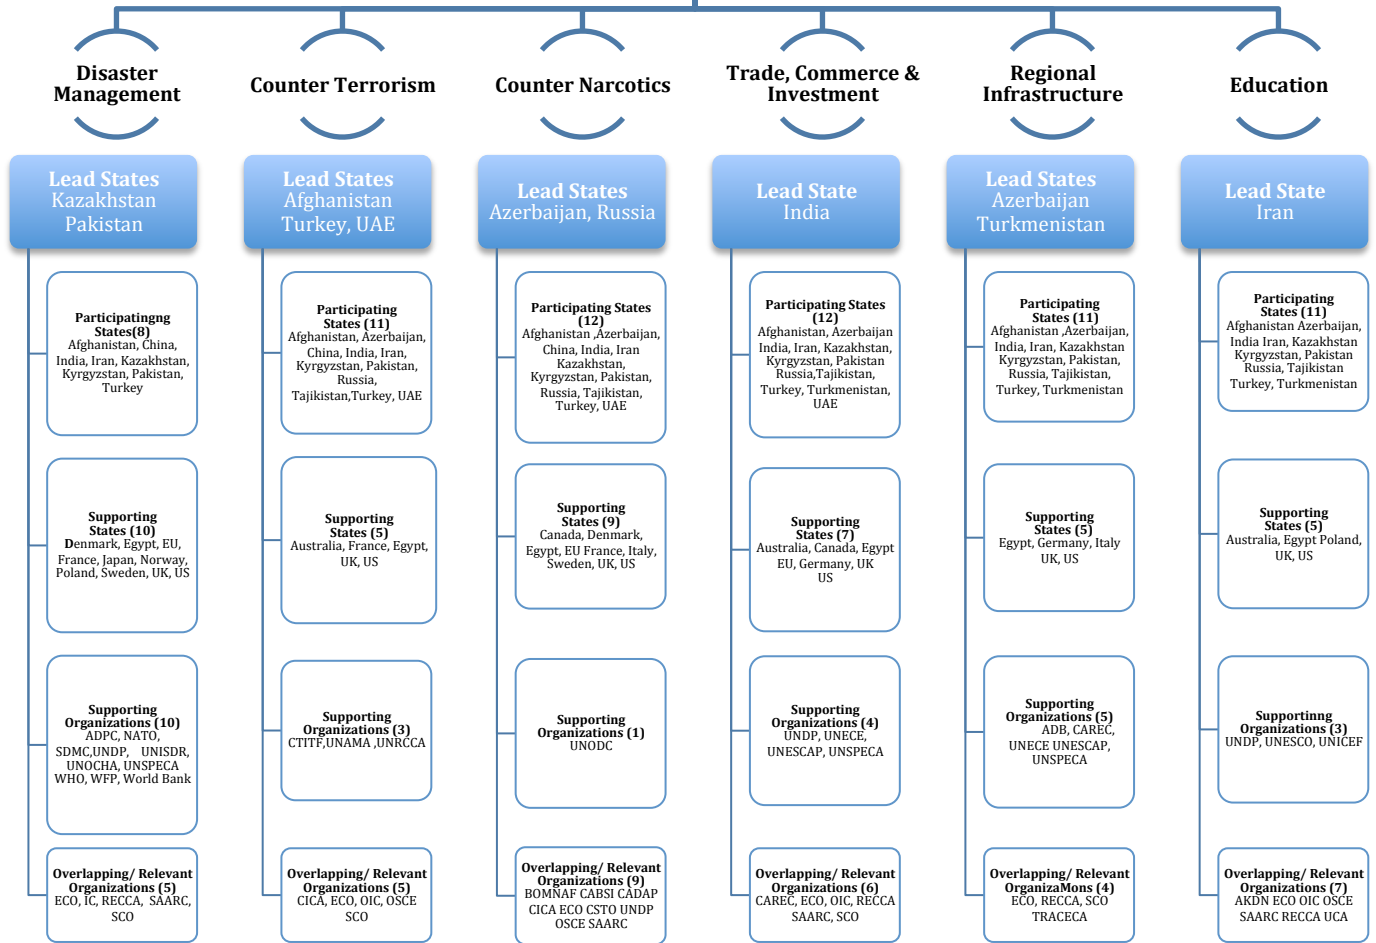 Disaster
Management
Lead States
Kazakhstan
Pakistan
Participatingng
States(8)
Afghanistan, China,
India, Iran, Kazakhstan,
Kyrgyzstan, Pakistan,
Turkey
Supporting
States (10)
Denmark, Egypt, EU,
France, Japan, Norway,
Poland, Sweden, UK, US
Supporting
Organizations (10)
ADPC, NATO,
SDMC,UNDP, UNISDR,
UNOCHA, UNSPECA
WHO, WFP, World Bank
Overlapping/ Relevant
Organizations (5)
ECO, IC, RECCA, SAARC,
SCO
Counter Terrorism
Lead States
Afghanistan
Turkey, UAE
Participating
States (11)
Afghanistan, Azerbaijan,
China, India, Iran,
Kyrgyzstan, Pakistan,
Russia,
Tajikistan,Turkey, UAE
Supporting
States (5)
Australia, France, Egypt,
UK, US
Supporting
Organizations (3)
CTITF,UNAMA ,UNRCCA
Overlapping/ Relevant
Organizations (5)
CICA, ECO, OIC, OSCE
SCO
Counter Narcotics
Lead States
Azerbaijan, Russia
Participating States
(12)
Afghanistan ,Azerbaijan,
China, India, Iran
Kazakhstan,
Kyrgyzstan, Pakistan,
Russia, Tajikistan,
Turkey, UAE
Supporting
States (9)
Canada, Denmark,
Egypt, EU France, Italy,
Sweden, UK, US
Supporting
Organizations (1)
UNODC
Overlapping/ Relevant
Organizations (9)
BOMNAF CABSI CADAP
CICA ECO CSTO UNDP
OSCE SAARC
Trade, Commerce &
Investment
Lead State
India
Participating States
(12)
Afghanistan, Azerbaijan
India, Iran, Kazakhstan,
Kyrgyzstan, Pakistan
Russia,Tajikistan,
Turkey, Turkmenistan,
UAE
Supporting
States (7)
Australia, Canada, Egypt
EU, Germany, UK
US
Supporting
Organizations (4)
UNDP, UNECE,
UNESCAP, UNSPECA
Overlapping/ Relevant
Organizations (6)
CAREC, ECO, OIC, RECCA
SAARC, SCO
Regional
Infrastructure
Lead States
Azerbaijan
Turkmenistan
Participating
States (11)
Afghanistan ,Azerbaijan,
India, Iran, Kazakhstan
Kyrgyzstan, Pakistan,
Russia, Tajikistan,
Turkey, Turkmenistan
Supporting
States (5)
Egypt, Germany, Italy
UK, US
Supporting
Organizations (5)
ADB, CAREC,
UNECE UNESCAP,
UNSPECA
Overlapping/ Relevant
OrganizaMons (4)
ECO, RECCA, SCO
TRACECA
Education
Lead State
Iran
Participating
States (11)
Afghanistan Azerbaijan,
India Iran, Kazakhstan
Kyrgyzstan, Pakistan
Russia, Tajikistan
Turkey, Turkmenistan
Supporting
States (5)
Australia, Egypt Poland,
UK, US
Supportinng
Organizations (3)
UNDP, UNESCO, UNICEF
Overlapping/ Relevant
Organizations (7)
AKDN ECO OIC OSCE
SAARC RECCA UCA